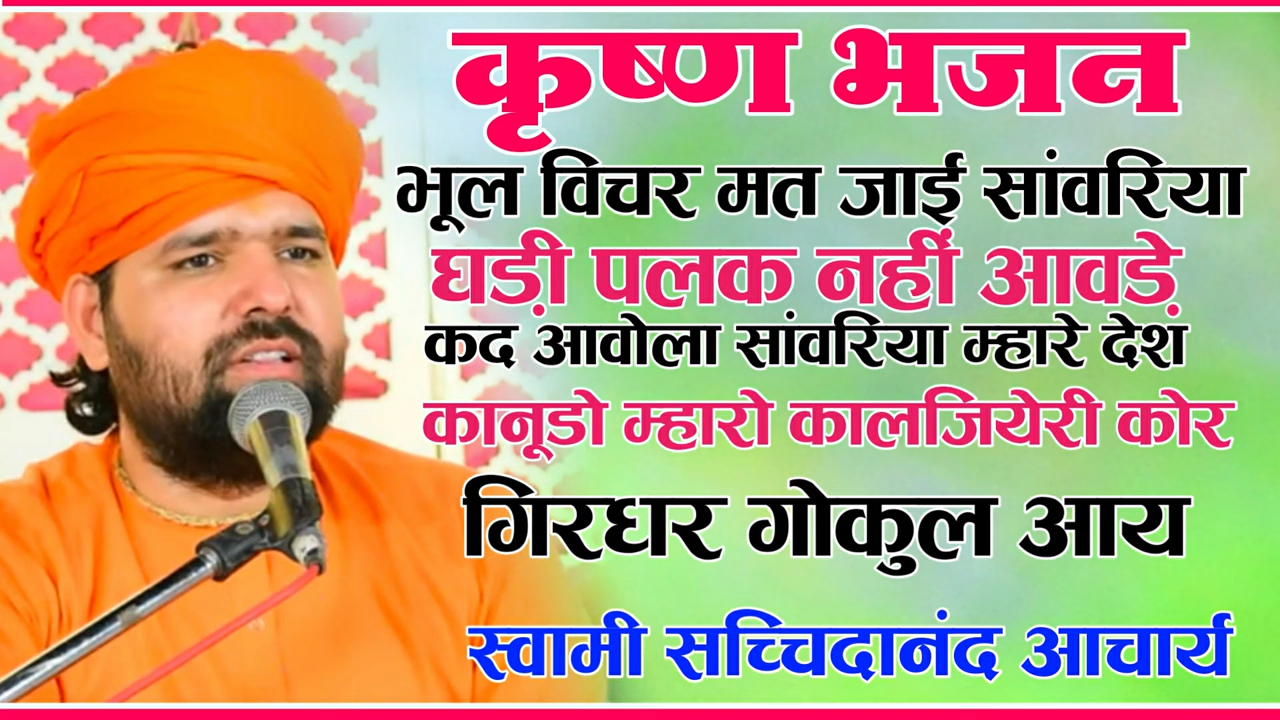 कृष्ण भजन
भूल विचर मत जाई सांवरिया
घड़ी पलक नहीं आवड़े
कद आवोला सांवरिया म्हारे देश
कानूडो म्हारो कालजियेरी कोर
गिरधर गोकुल आय
स्वामी सच्चिदानंद आचार्य